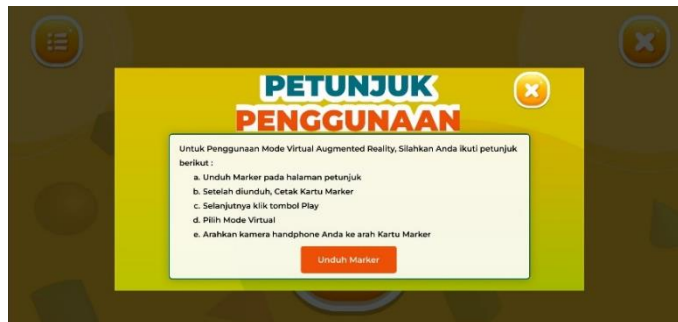 PETUNJUK
PENGGUNAAN
Untuk Penggunaan Mode Virtual Augmented Reality, Silahkan Anda ikuti petunjuk
berikut :
a. Unduh Marker pada halaman petunjuk
b. Setelah diunduh, Cetak Kartu Marker
c. Selanjutnya klik tombol Play
d. Pilih Mode Virtual
e. Arahkan kamera handphone Anda ke arah Kartu Marker
Unduh Marker